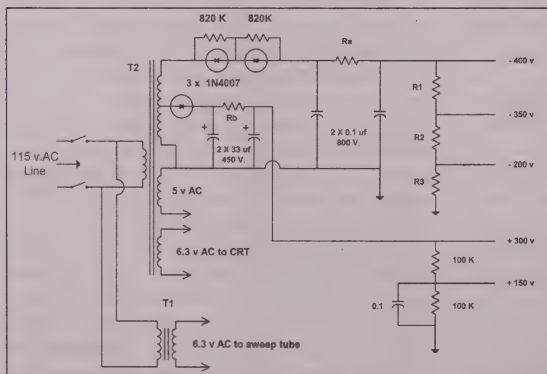 820 K
820K
Ra
- 400 v
T2
3 x 1N4007
R1
Rb
- 350 v
+
+
2 X 33 uf
450 V.
2 X 0.1 uf
800 V.
R2
115 v.AC
Line
- 200 v
R3
5 v AC
+ 300 v
6.3 v AC to CRT
100 K
+ 150 v
T1
0.1
100 K
6.3 v AC to sweep tube